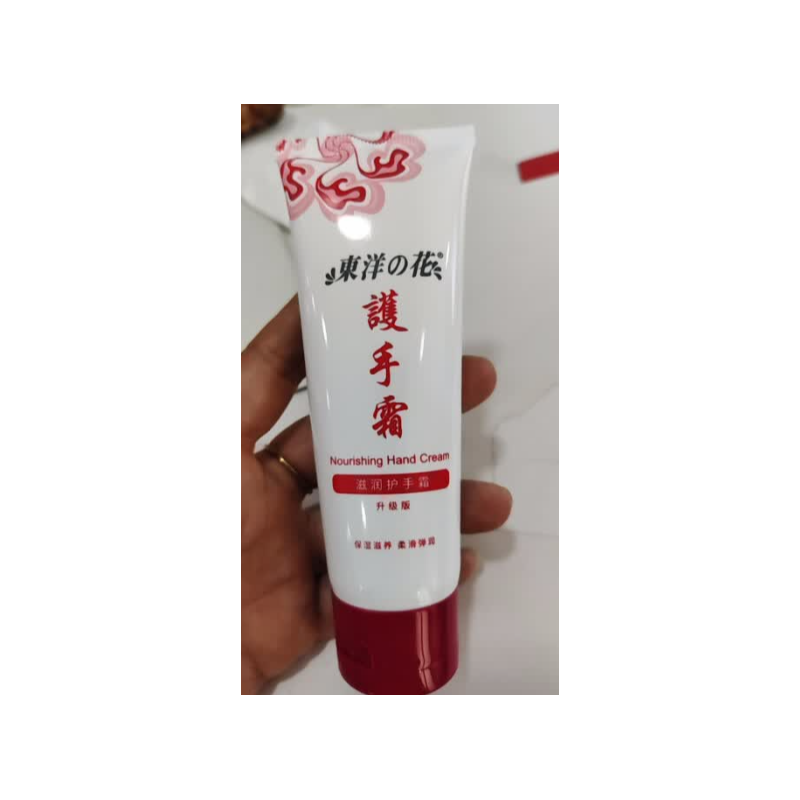 東洋の花®
護手霜
Nourishing Hand Cream
滋润护手霜
升级版
保湿滋养 柔滑弹润